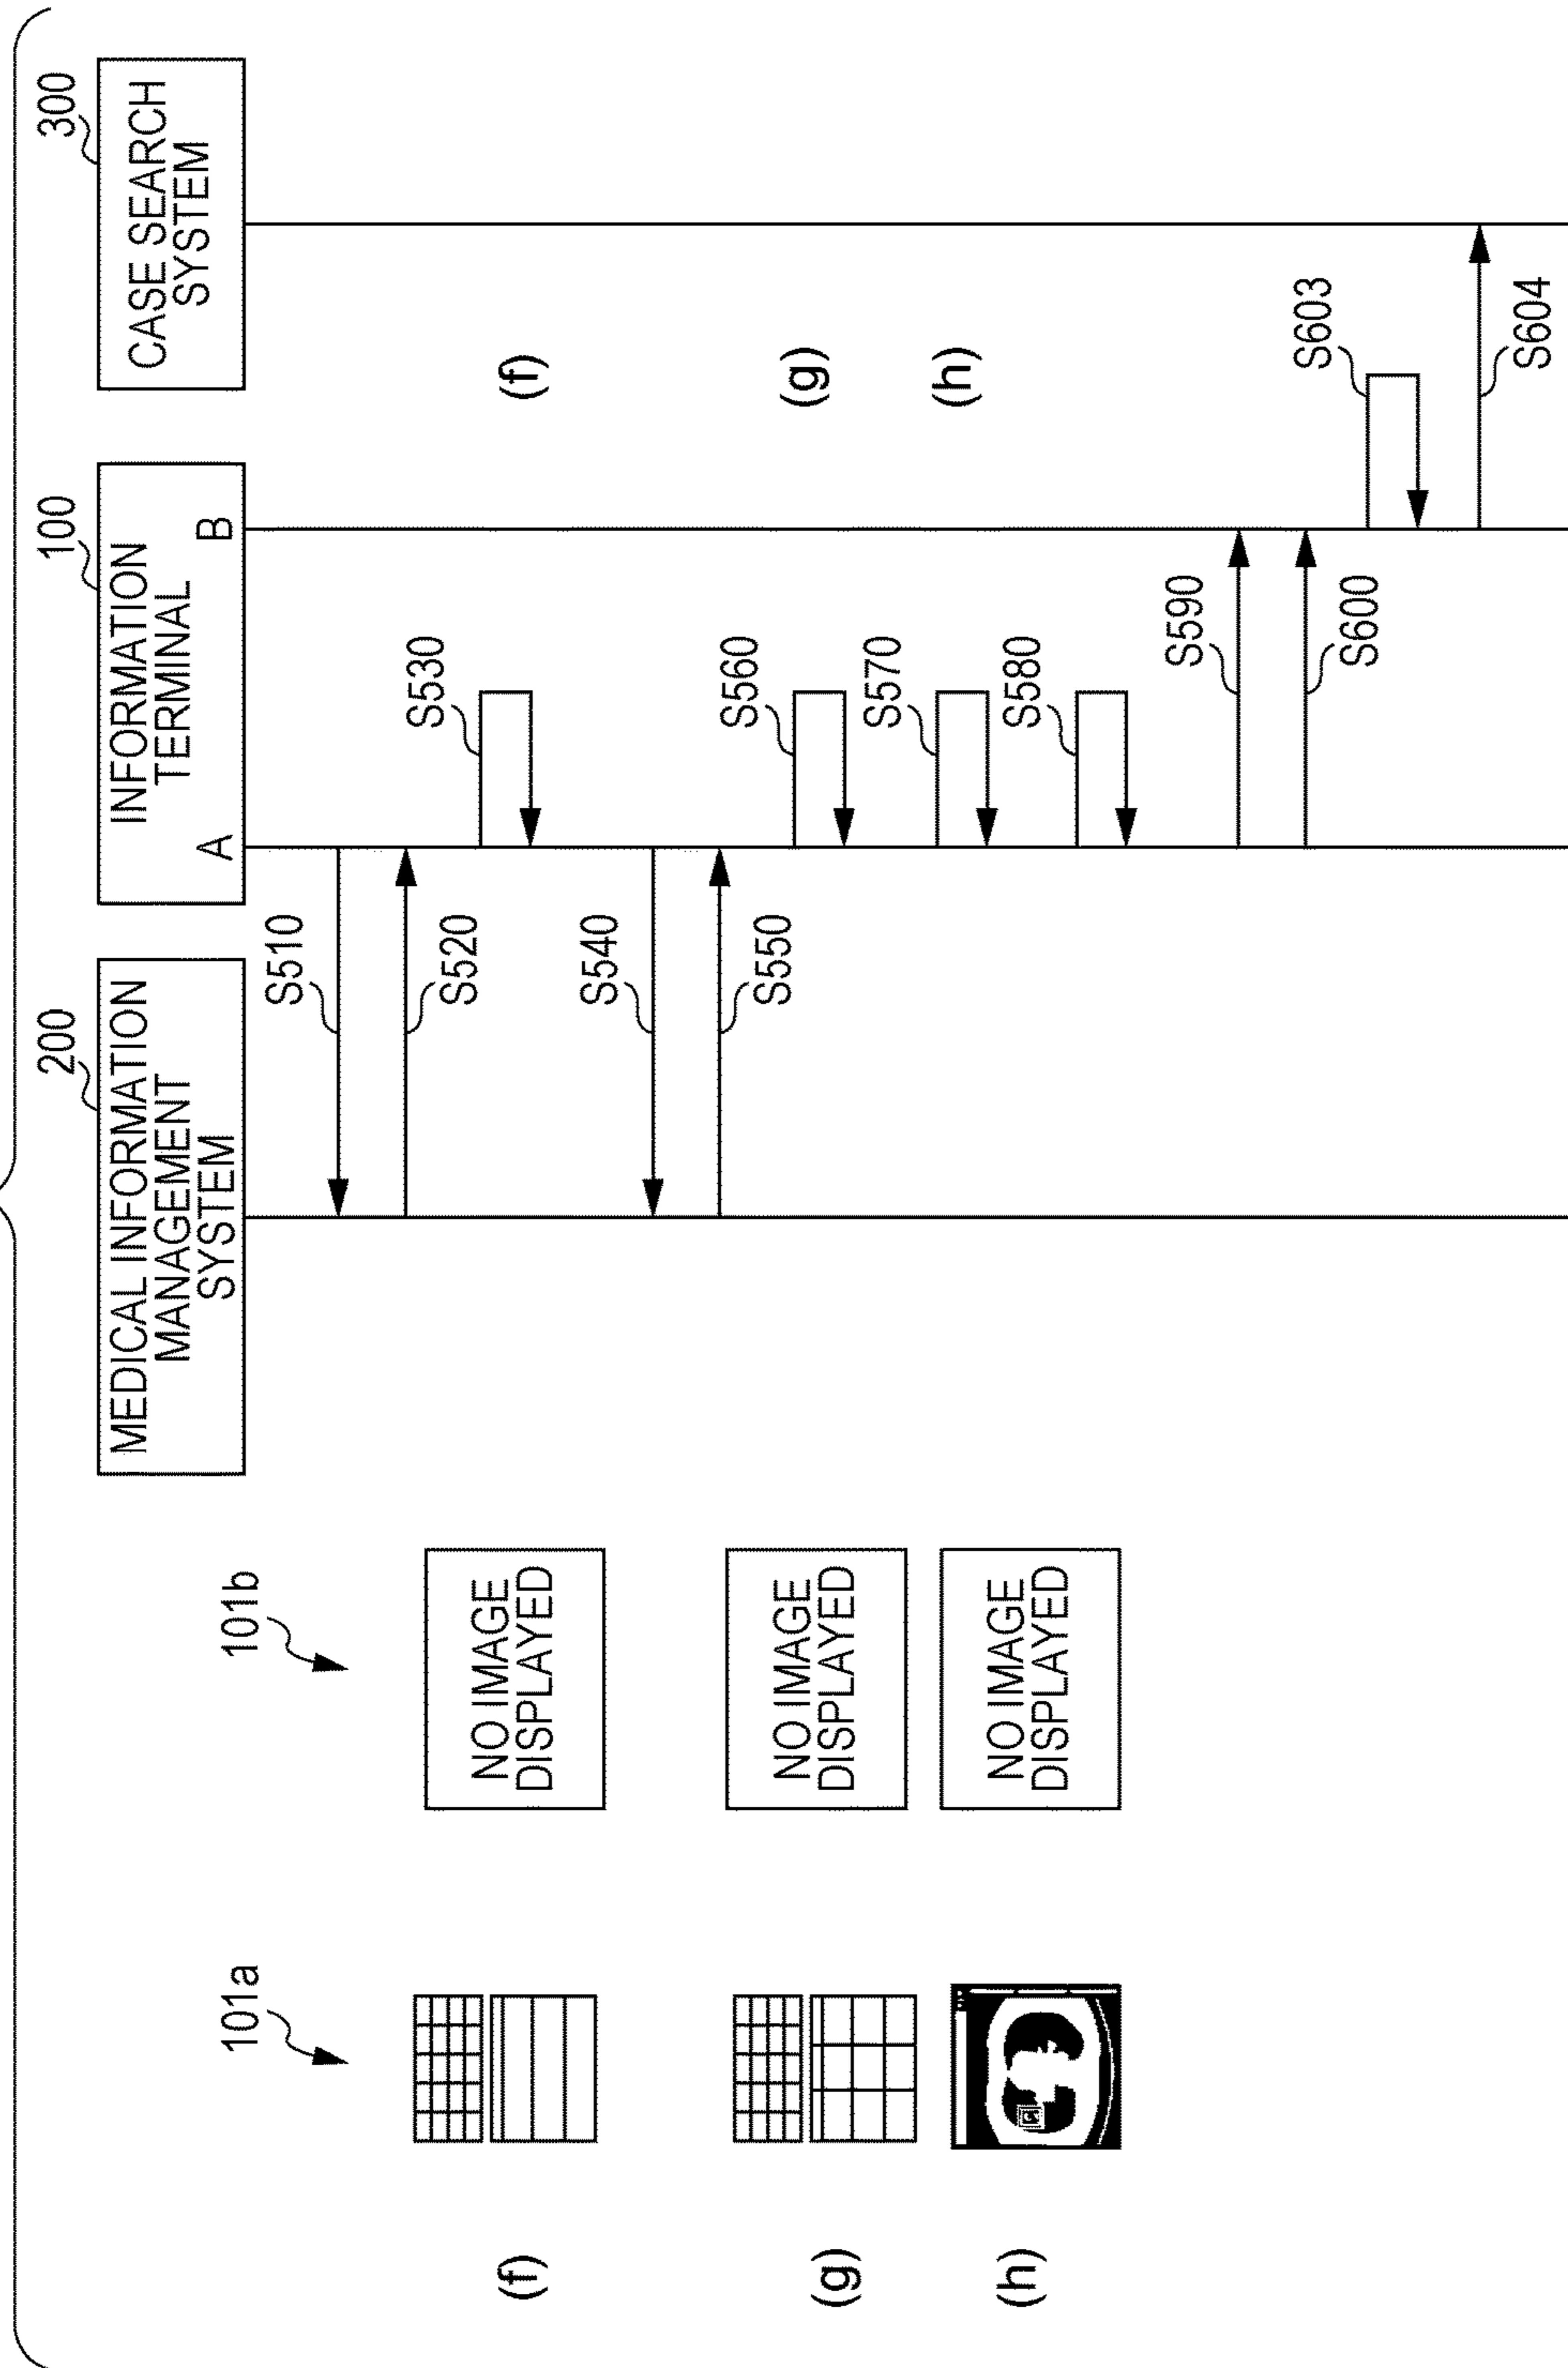 101a
101b
200
MEDICAL INFORMATION
MANAGEMENT
SYSTEM
100
INFORMATION
TERMINAL
A
B
300
CASE SEARCH
SYSTEM
S510
S520
(f)
NO IMAGE
DISPLAYED
S530
(f)
S540
S550
(g)
NO IMAGE
DISPLAYED
S560
(g)
(h)
NO IMAGE
DISPLAYED
S570
(h)
S580
S590
S600
S603
S604